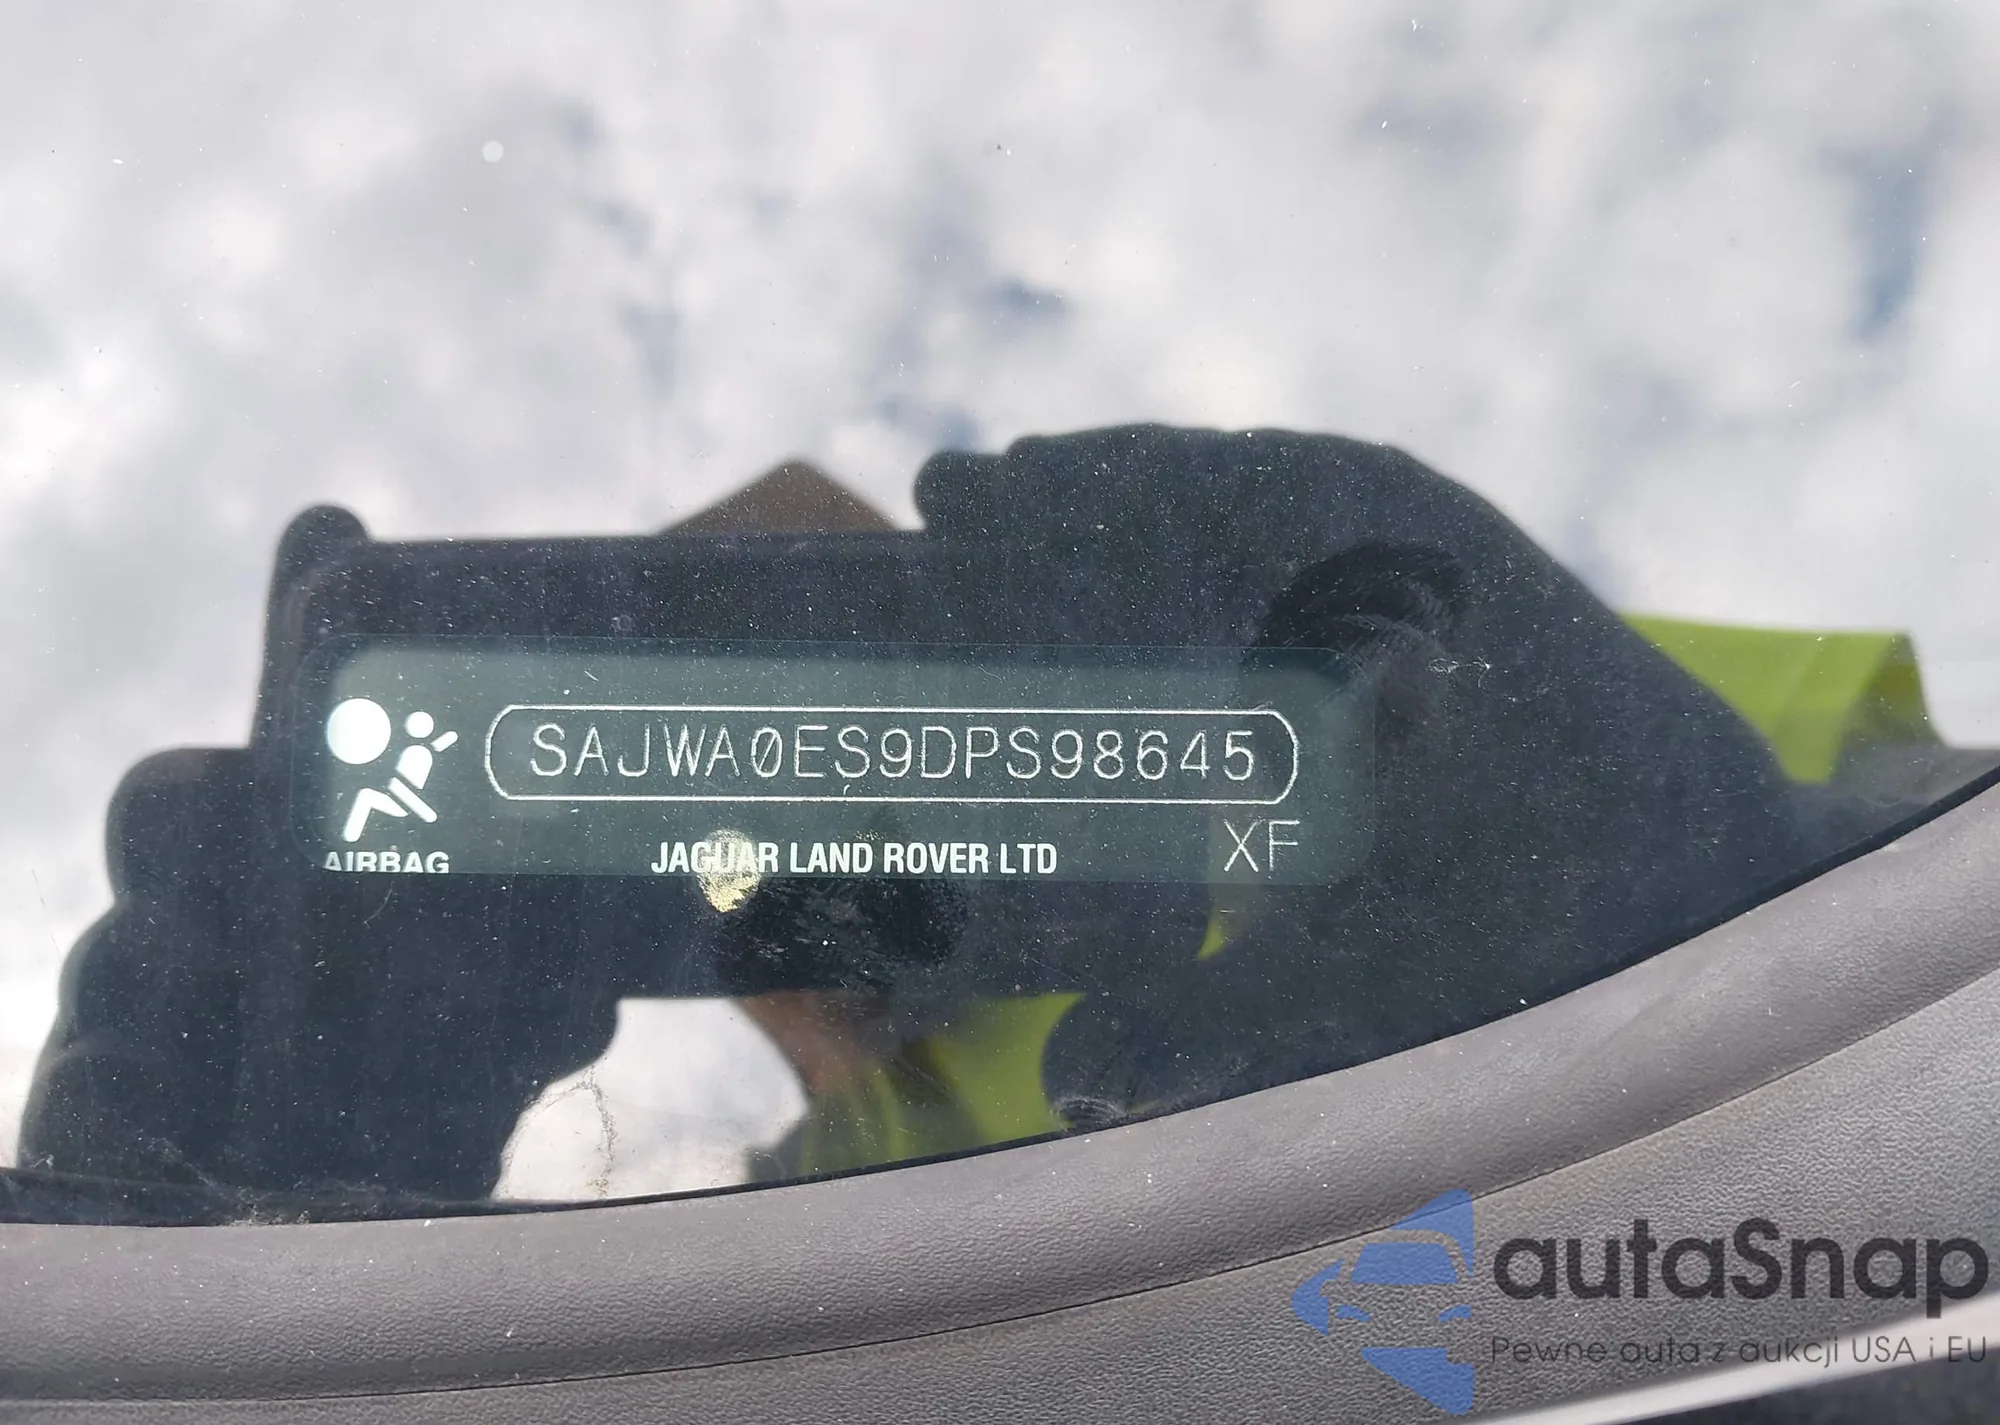 SAJWA0ES9DPS98645
AIRBAG
JAGUAR LAND ROVER LTD
XF
autaSnap
Pewne auta z aukcji USA i EU